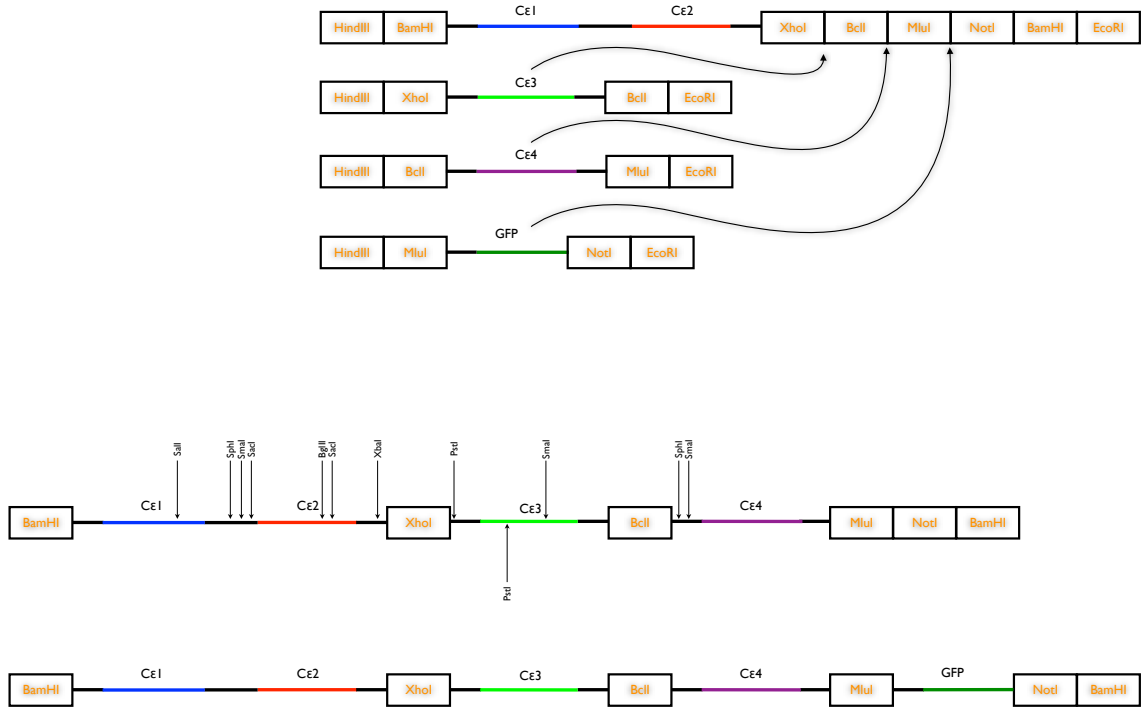 Cε1 Cε2
HindIII BamHI XhoI BclI MluI NotI BamHI EcoRI
Cε3
HindIII XhoI BclI EcoRI
Cε4
HindIII BclI MluI EcoRI
GFP
HindIII MluI NotI EcoRI
SalI SphI SmaI SacI BglII SacI XbaI PstI SmaI SphI SmaI
Cε1 Cε2 Cε3 Cε4
BamHI XhoI BclI MluI NotI BamHI
PstI
Cε1 Cε2 Cε3 Cε4 GFP
BamHI XhoI BclI MluI NotI BamHI